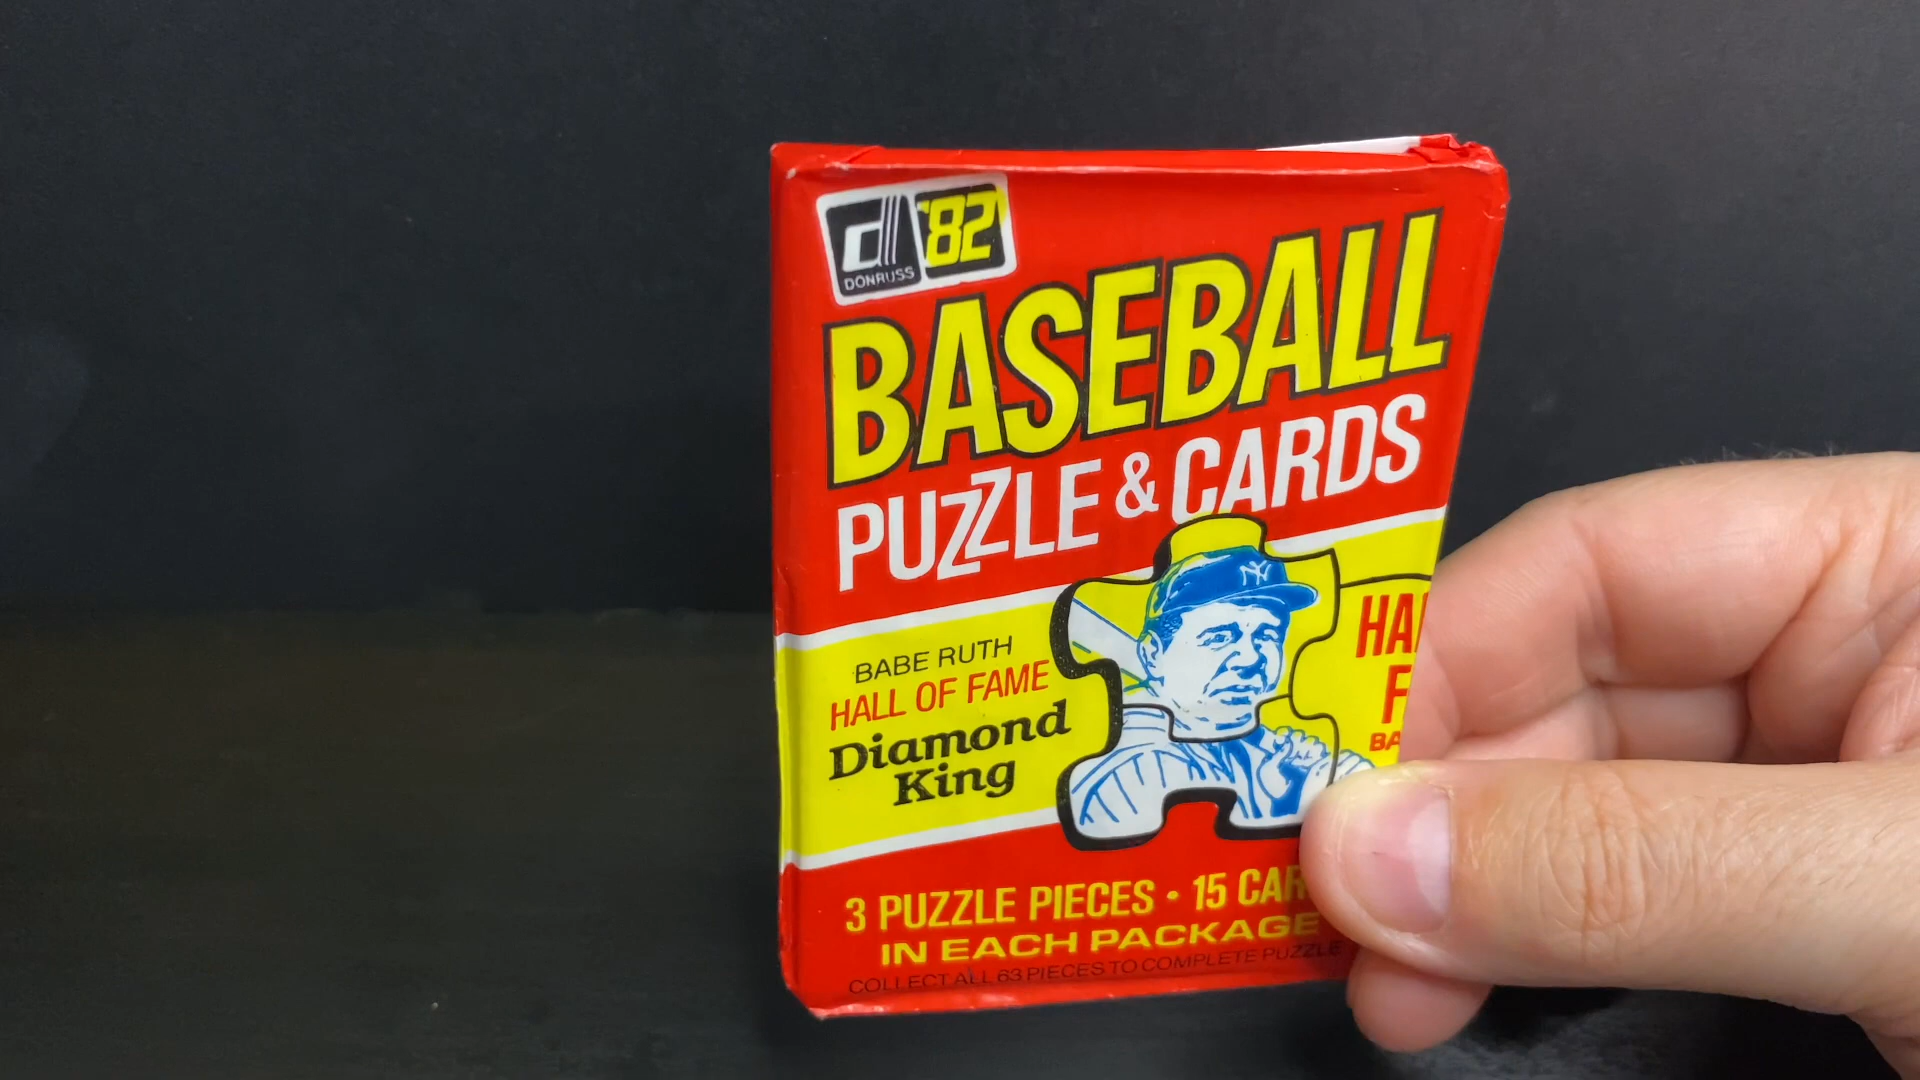 d '82
DONRUSS
BASEBALL
PUZZLE & CARDS
NY
BABE RUTH
HALL OF FAME
Diamond
King
3 PUZZLE PIECES • 15
IN EACH PACKAGE
COLLECT ALL 63 PIECES TO COMPLETE PUZZLE